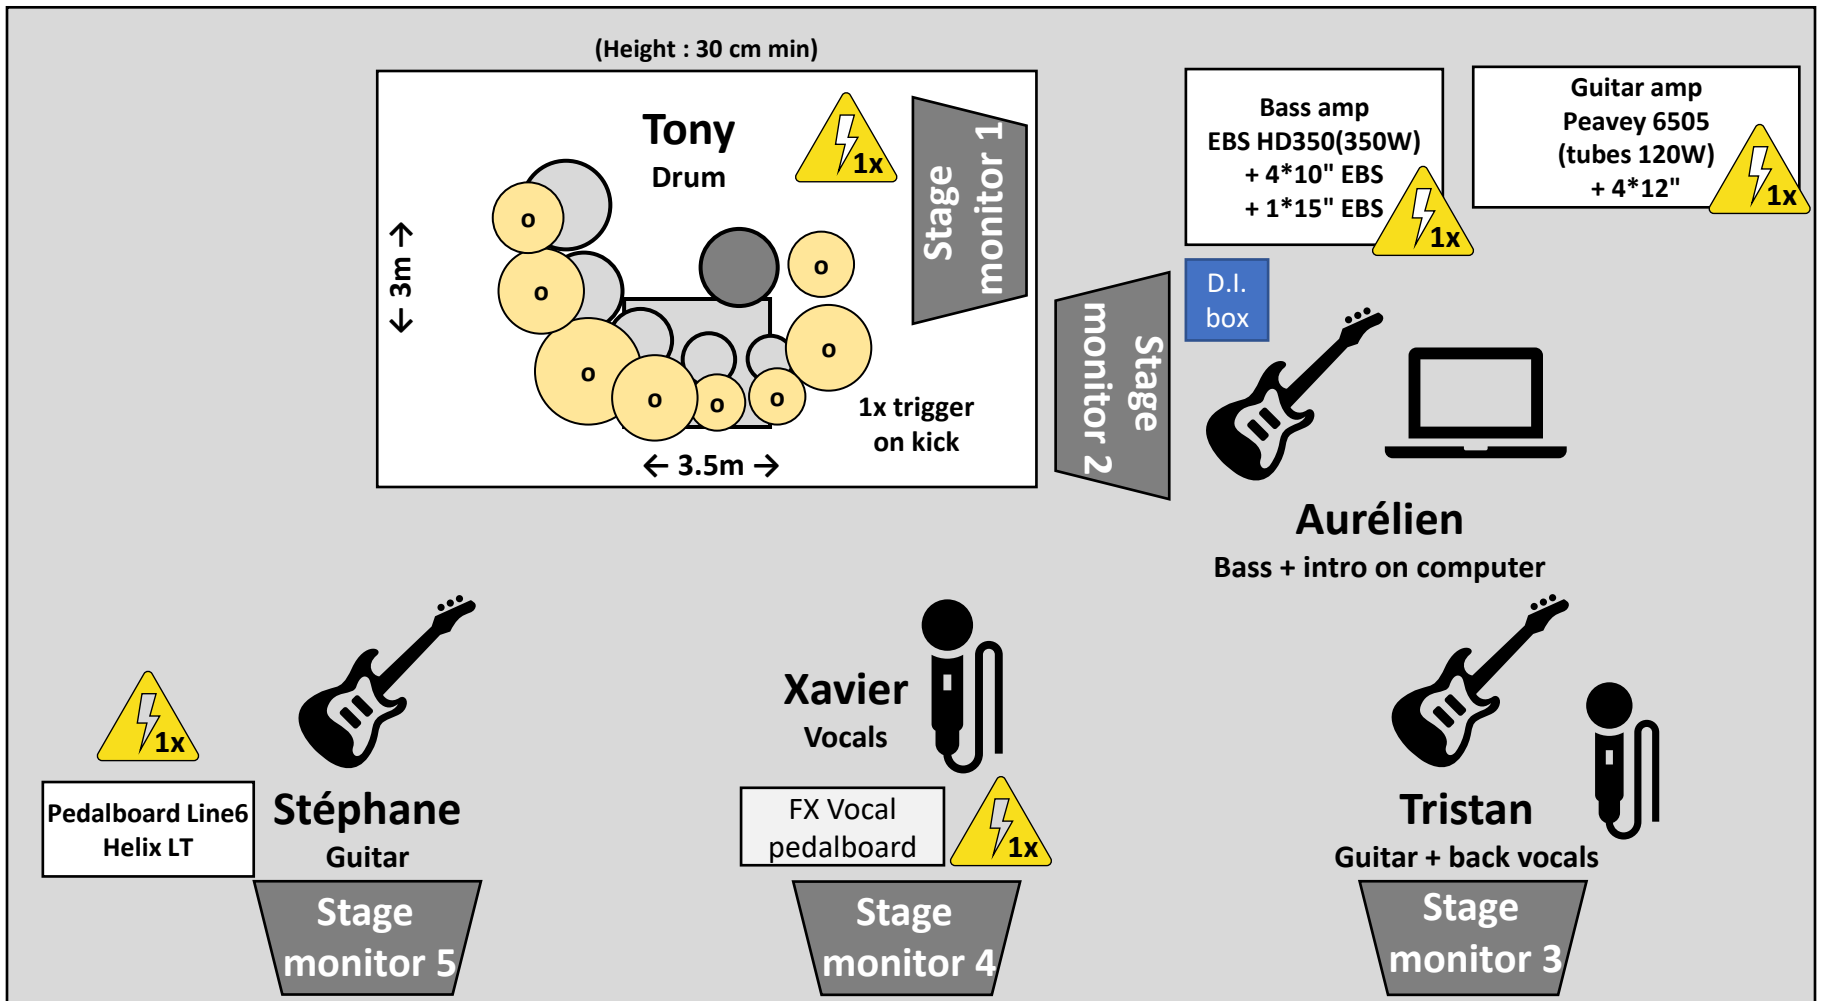 (Height : 30 cm min)
Tony
Drum
1x
Stage
monitor 1
← 3m →
o
o
o
o
o
o
o
o
1x trigger
on kick
← 3.5m →
Bass amp
EBS HD350(350W)
+ 4*10" EBS
+ 1*15" EBS
1x
Guitar amp
Peavey 6505
(tubes 120W)
+ 4*12"
1x
Stage
monitor 2
D.I.
box
Aurélien
Bass + intro on computer
1x
Pedalboard Line6
Helix LT
Stéphane
Guitar
Stage
monitor 5
Xavier
Vocals
FX Vocal
pedalboard
1x
Stage
monitor 4
Tristan
Guitar + back vocals
Stage
monitor 3